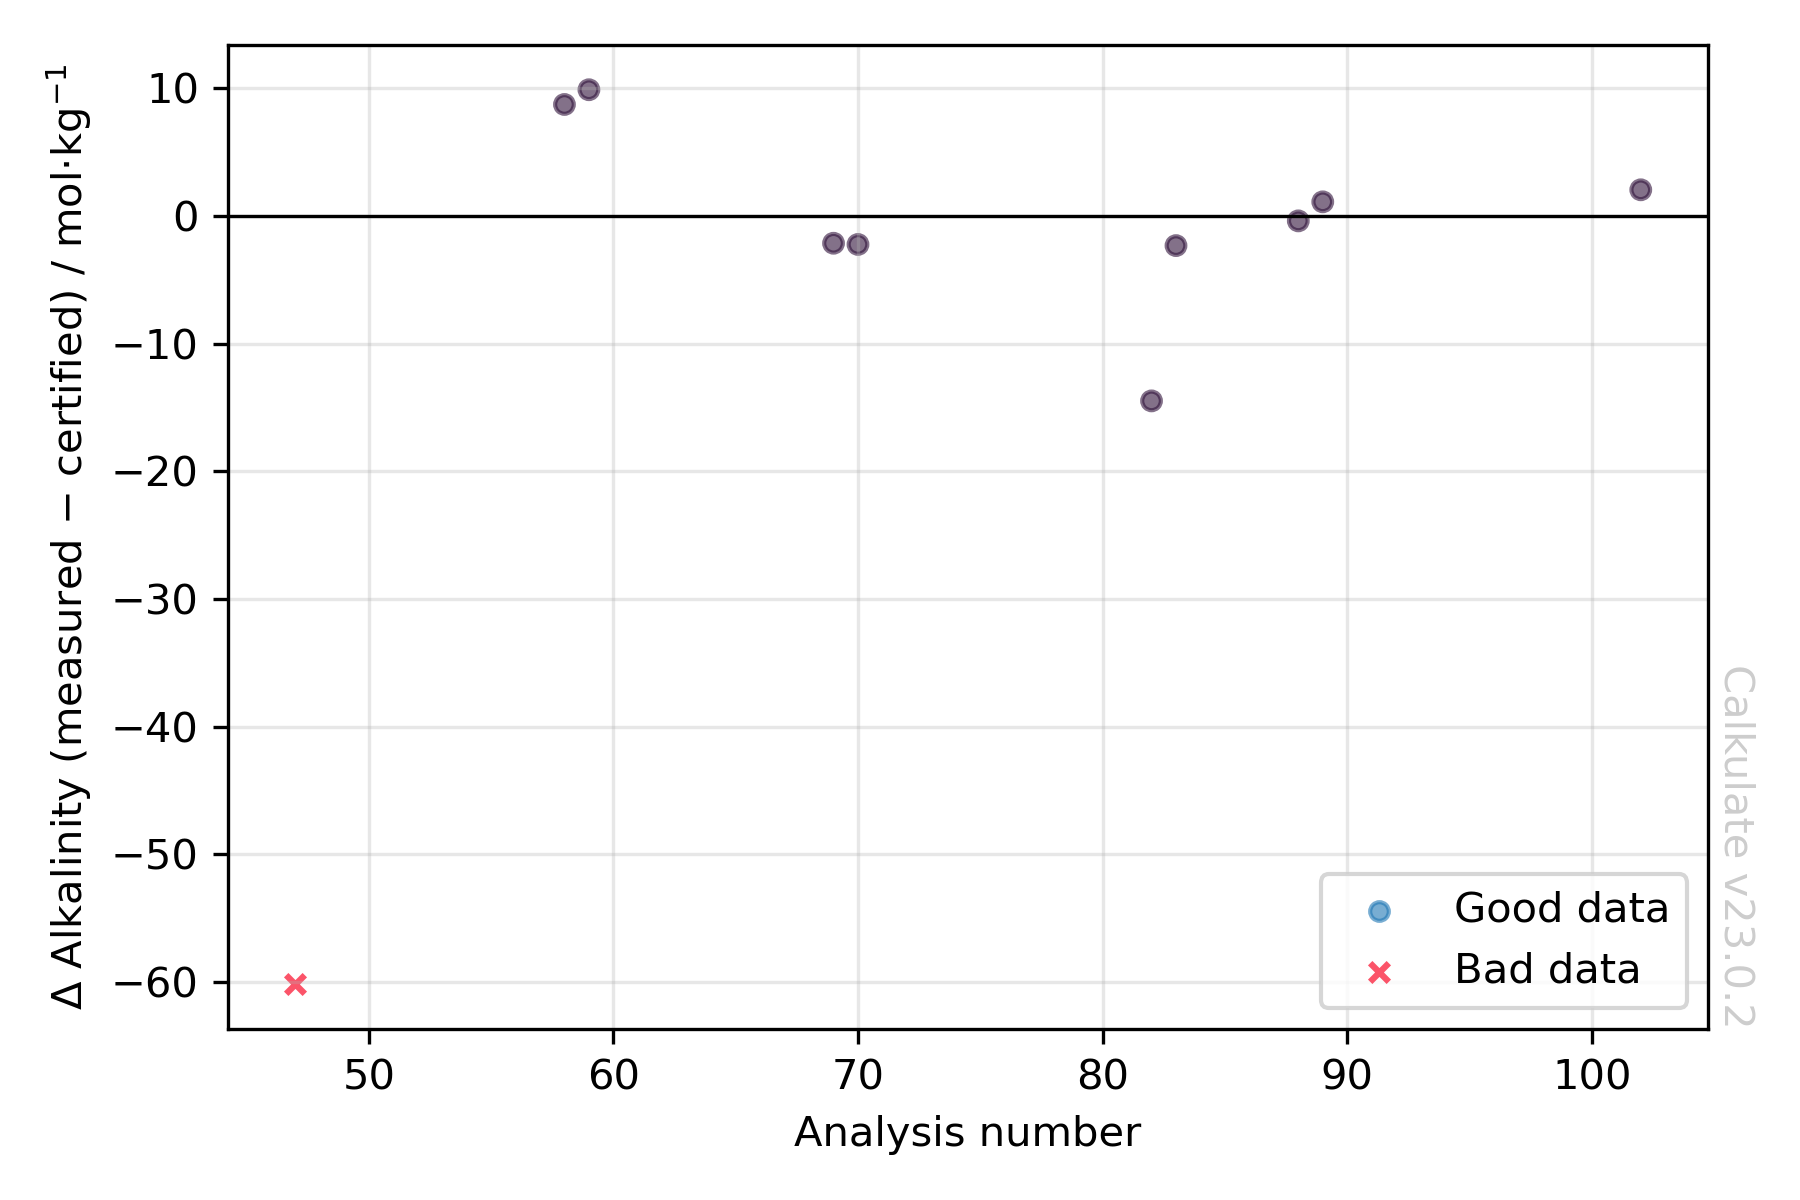 Δ Alkalinity (measured − certified) / mol·kg⁻¹
10
0
−10
−20
−30
−40
−50
−60
50 60 70 80 90 100
Analysis number
Good data
Bad data
Calkulate v23.0.2